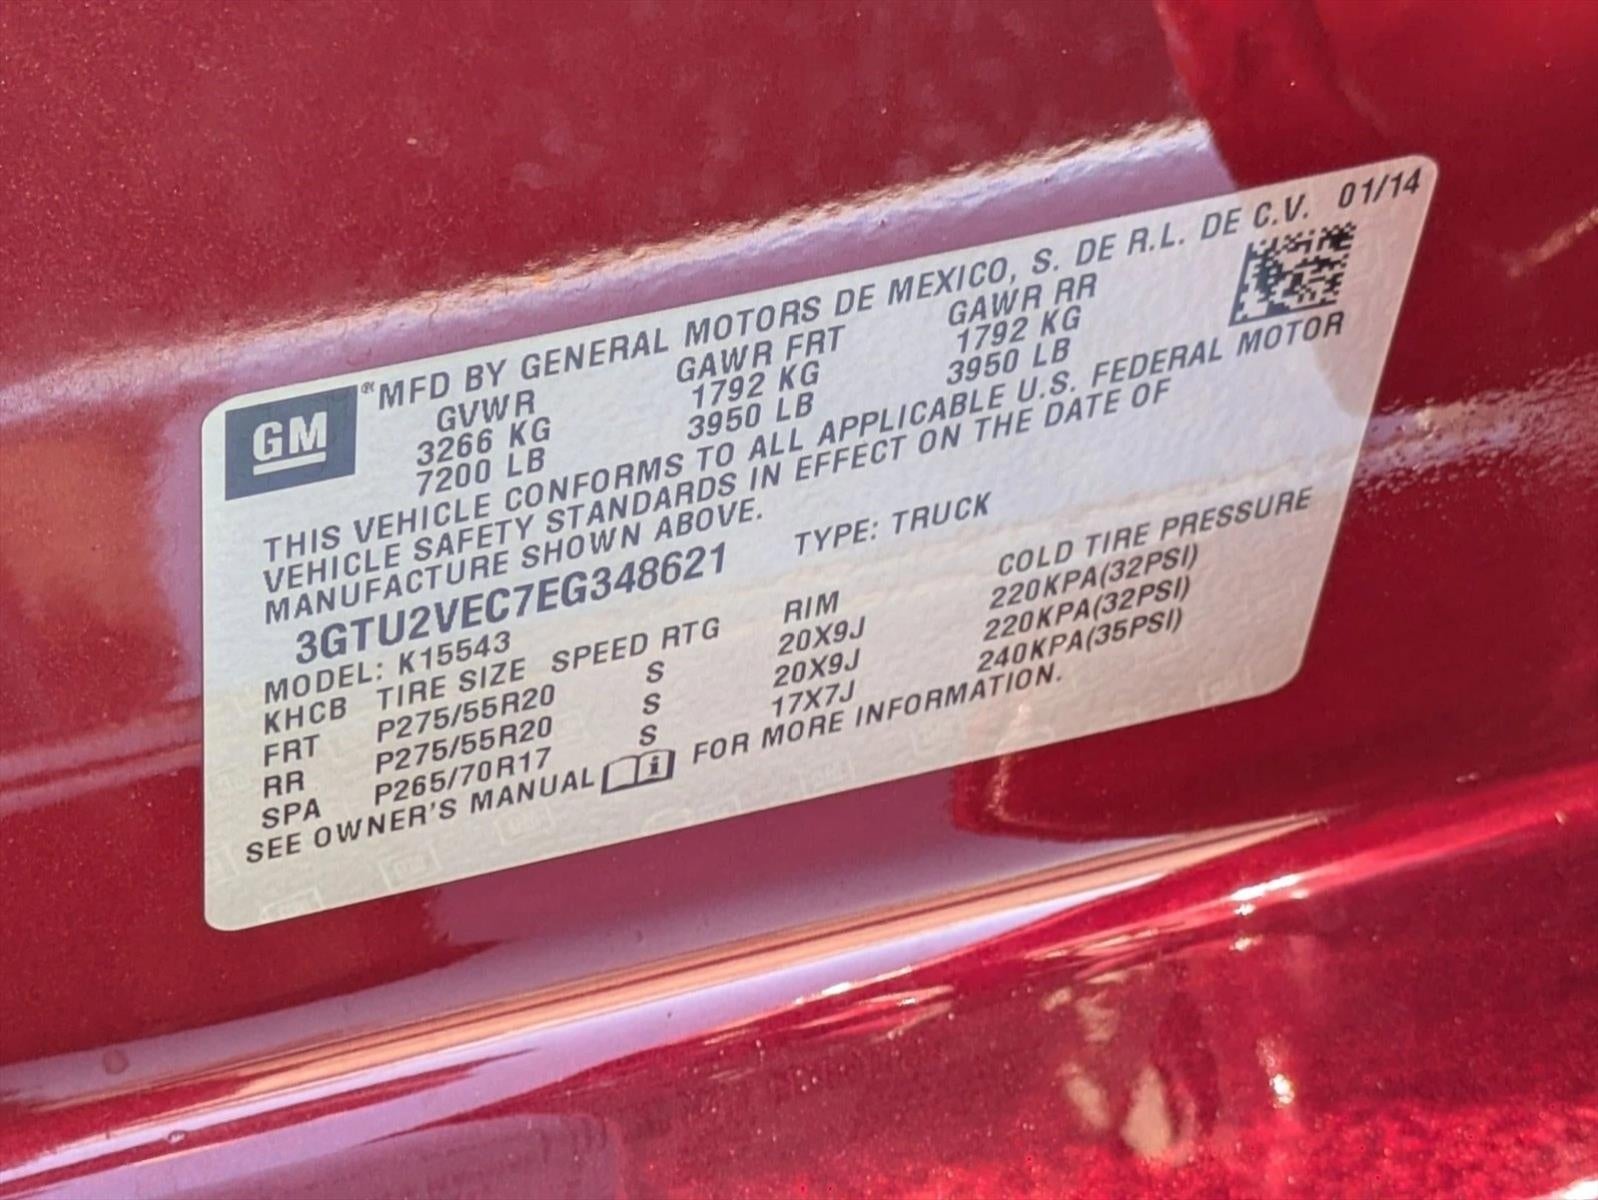 GM ® MFD BY GENERAL MOTORS DE MEXICO, S. DE R.L. DE C.V. 01/14
GVWR GAWR FRT GAWR RR
3266 KG 1792 KG 1792 KG
7200 LB 3950 LB 3950 LB
THIS VEHICLE CONFORMS TO ALL APPLICABLE U.S. FEDERAL MOTOR
VEHICLE SAFETY STANDARDS IN EFFECT ON THE DATE OF
MANUFACTURE SHOWN ABOVE.
3GTU2VEC7EG348621 TYPE: TRUCK
MODEL: K15543
KHCB TIRE SIZE SPEED RTG RIM COLD TIRE PRESSURE
FRT P275/55R20 S 20X9J 220KPA(32PSI)
RR P275/55R20 S 20X9J 220KPA(32PSI)
SPA P265/70R17 S 17X7J 240KPA(35PSI)
SEE OWNER'S MANUAL i FOR MORE INFORMATION.